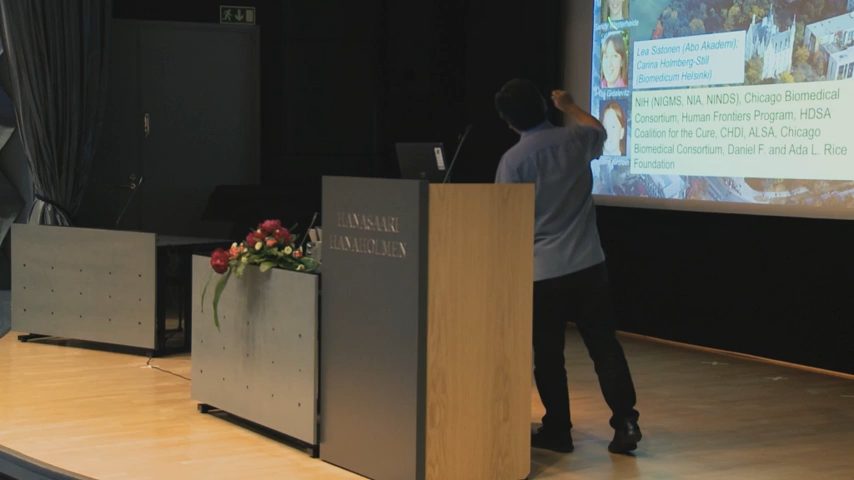 Lea Sistonen (Abo Akademi),
Carina Holmberg-Still
(Biomedicum Helsinki)
NIH (NIGMS, NIA, NINDS), Chicago Biomedical
Consortium, Human Frontiers Program, HDSA
Coalition for the Cure, CHDI, ALSA, Chicago
Biomedical Consortium, Daniel F. and Ada L. Rice
Foundation
HANASAARI
HANAHOLMEN